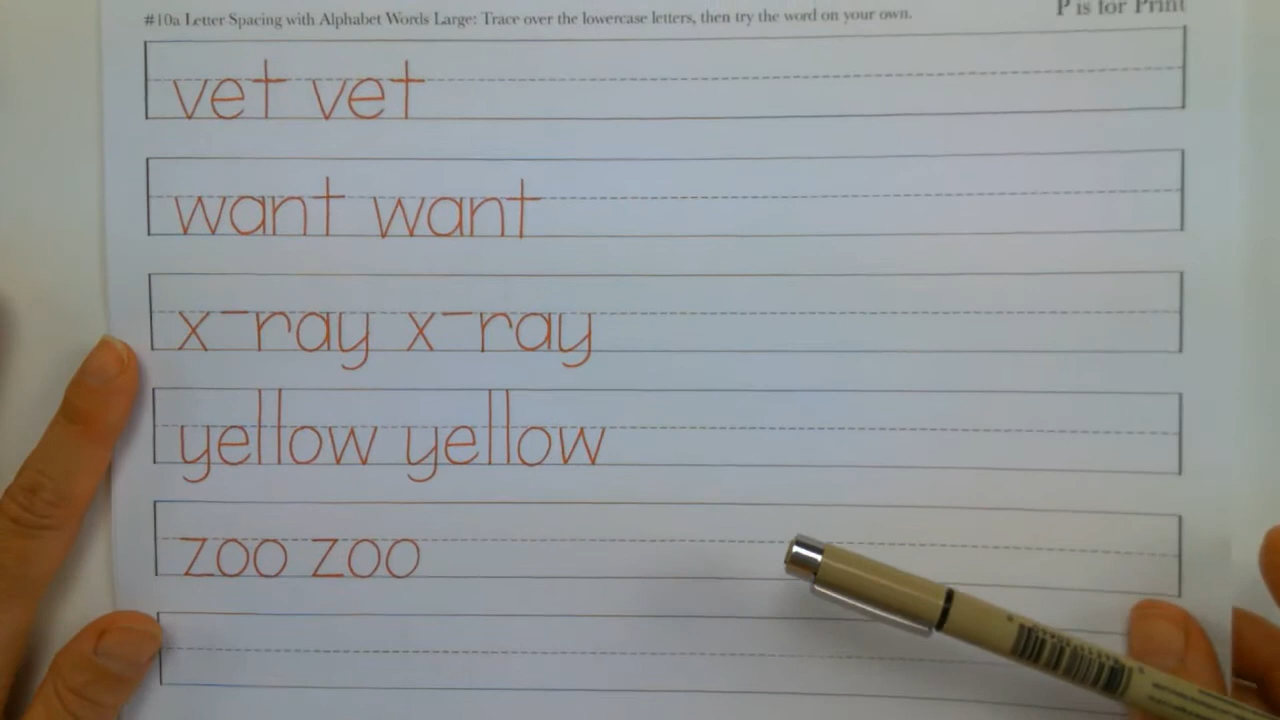 #10a Letter Spacing with Alphabet Words Large: Trace over the lowercase letters, then try the word on your own.
P is for Print
vet vet
want want
x-ray x-ray
yellow yellow
zoo zoo